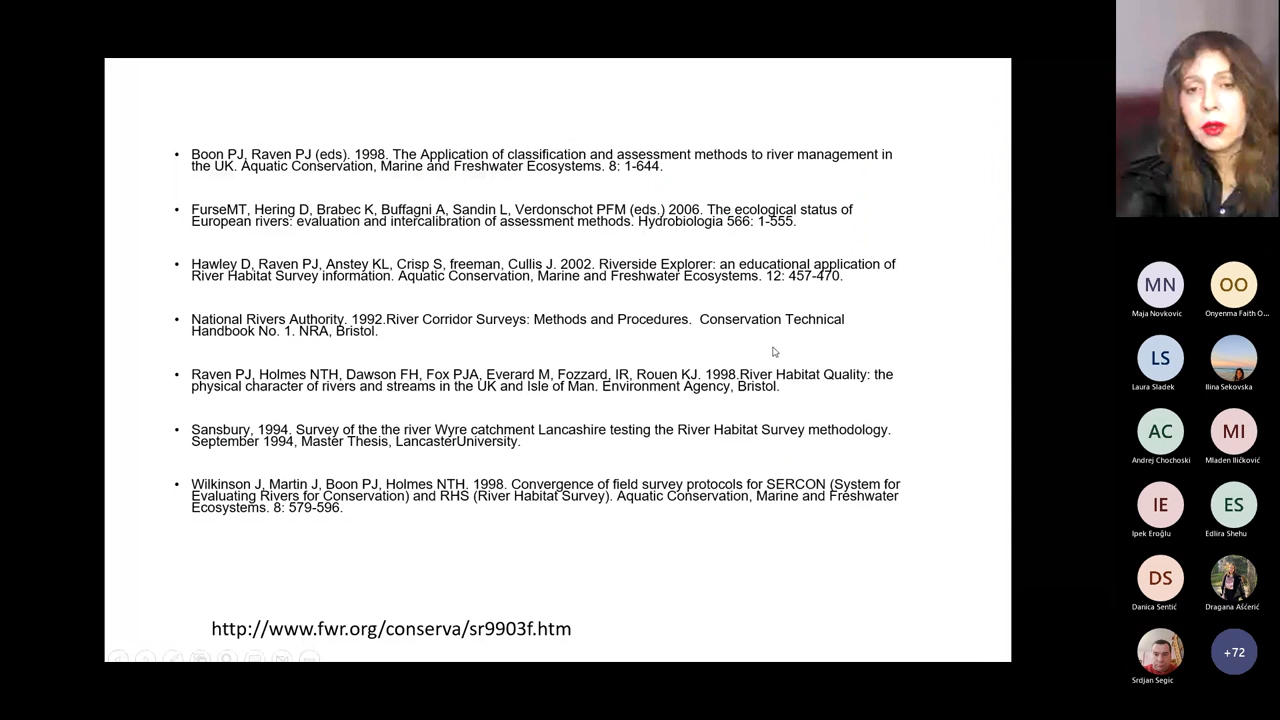 • Boon PJ, Raven PJ (eds). 1998. The Application of classification and assessment methods to river management in
the UK. Aquatic Conservation, Marine and Freshwater Ecosystems. 8: 1-644.
• FurseMT, Hering D, Brabec K, Buffagni A, Sandin L, Verdonschot PFM (eds.) 2006. The ecological status of
European rivers: evaluation and intercalibration of assessment methods. Hydrobiologia 566: 1-555.
• Hawley D, Raven PJ, Anstey KL, Crisp S, freeman, Cullis J. 2002. Riverside Explorer: an educational application of
River Habitat Survey information. Aquatic Conservation, Marine and Freshwater Ecosystems. 12: 457-470.
• National Rivers Authority. 1992.River Corridor Surveys: Methods and Procedures.  Conservation Technical
Handbook No. 1. NRA, Bristol.
• Raven PJ, Holmes NTH, Dawson FH, Fox PJA, Everard M, Fozzard, IR, Rouen KJ. 1998.River Habitat Quality: the
physical character of rivers and streams in the UK and Isle of Man. Environment Agency, Bristol.
• Sansbury, 1994. Survey of the the river Wyre catchment Lancashire testing the River Habitat Survey methodology.
September 1994, Master Thesis, LancasterUniversity.
• Wilkinson J, Martin J, Boon PJ, Holmes NTH. 1998. Convergence of field survey protocols for SERCON (System for
Evaluating Rivers for Conservation) and RHS (River Habitat Survey). Aquatic Conservation, Marine and Freshwater
Ecosystems. 8: 579-596.
http://www.fwr.org/conserva/sr9903f.htm
MN OO
Maja Novkovic Onyenma Faith O...
LS
Laura Sladek Ilina Sekovska
AC MI
Andrej Chochoski Mladen Iličković
IE ES
Ipek Eroğlu Edlira Shehu
DS
Danica Sentić Dragana Ašćerić
+72
Srdjan Segic